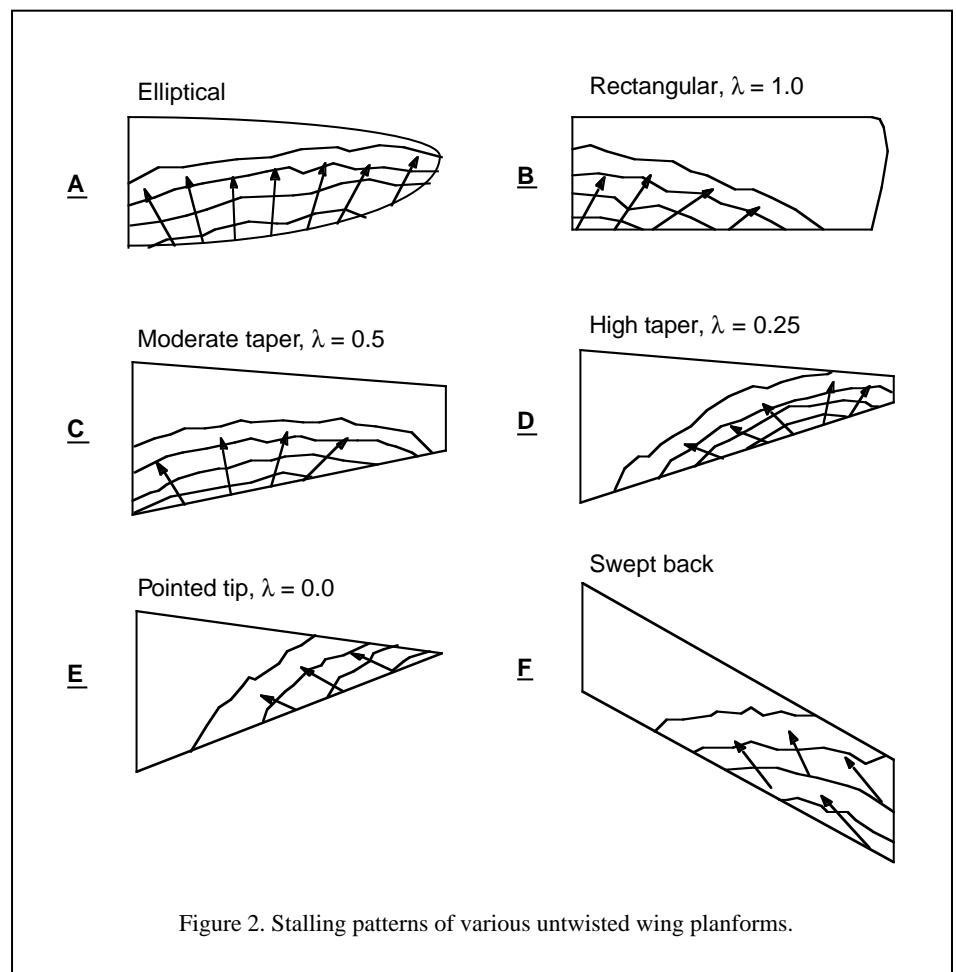 Elliptical
A
Rectangular, λ = 1.0
B
Moderate taper, λ = 0.5
C
High taper, λ = 0.25
D
Pointed tip, λ = 0.0
E
Swept back
F
Figure 2. Stalling patterns of various untwisted wing planforms.